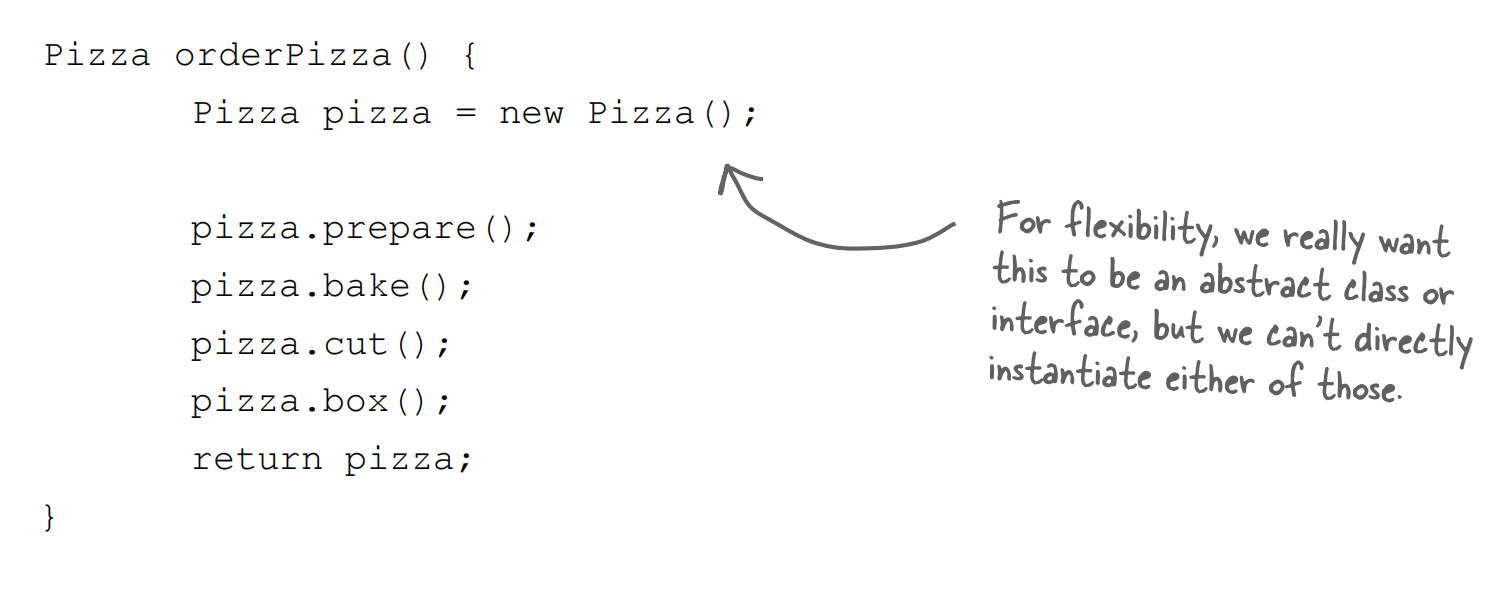 Pizza orderPizza() {
Pizza pizza = new Pizza();
pizza.prepare();
pizza.bake();
pizza.cut();
pizza.box();
return pizza;
}
For flexibility, we really want
this to be an abstract class or
interface, but we can't directly
instantiate either of those.